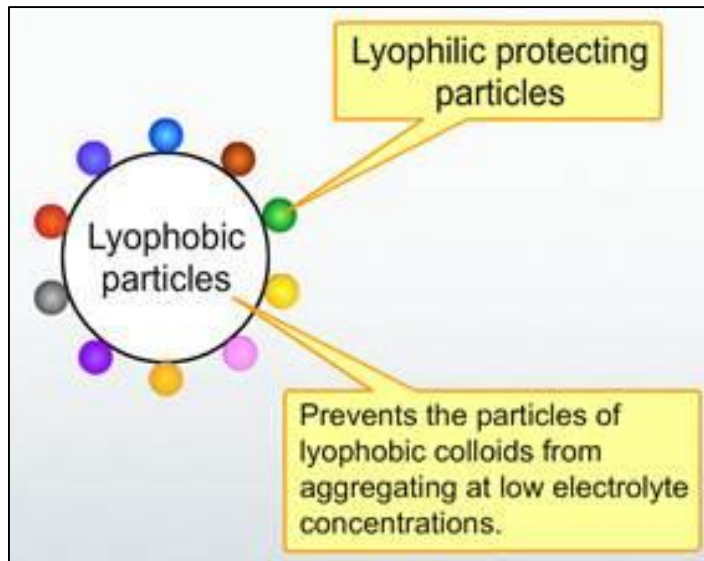 Lyophilic protecting
particles
Lyophobic
particles
Prevents the particles of
lyophobic colloids from
aggregating at low electrolyte
concentrations.